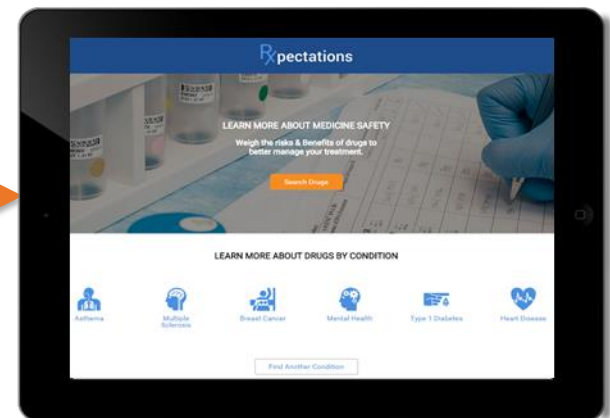 Rxpectations
LEARN MORE ABOUT MEDICINE SAFETY
Weigh the risks & Benefits of drugs to
better manage your treatment.
Search Drugs
LEARN MORE ABOUT DRUGS BY CONDITION
Asthema
Multiple
Sclerosis
Breast Cancer
Mental Health
Type 1 Diabetes
Heart Disease
Find Another Condition